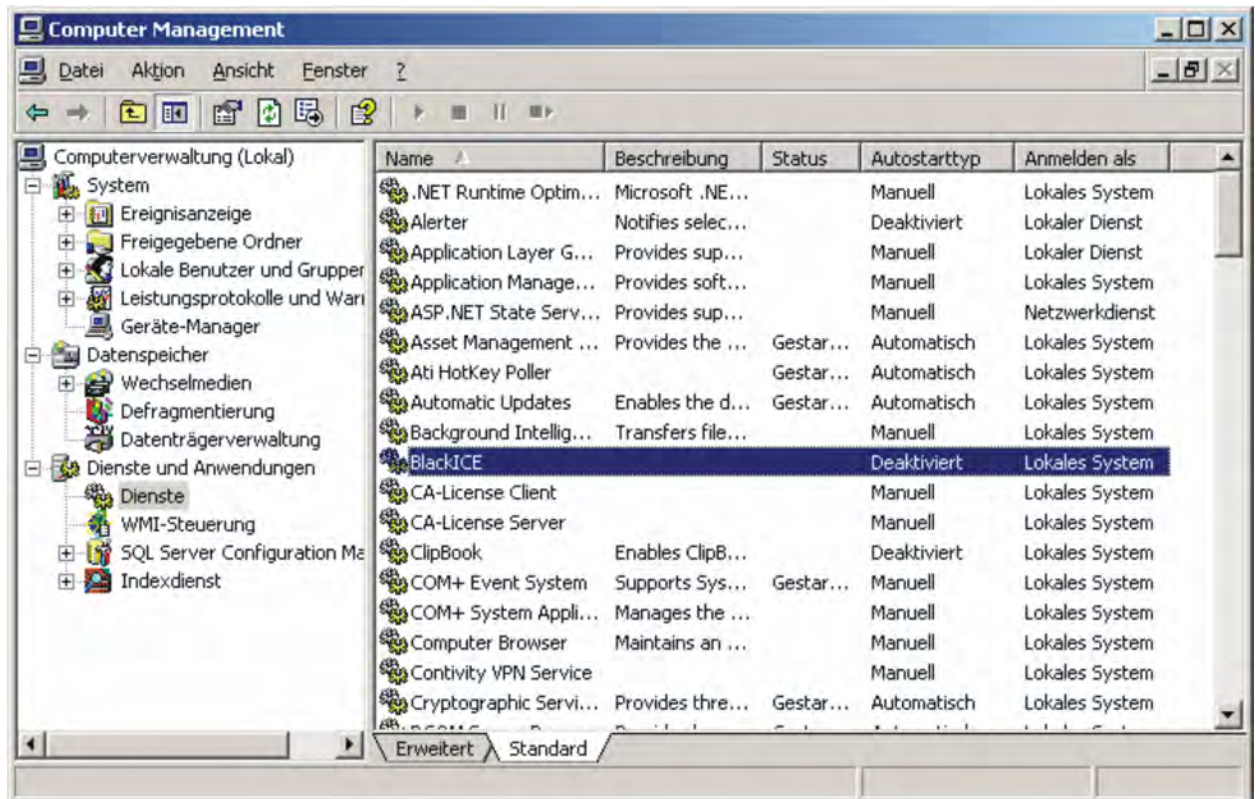 Computer Management
Datei Aktion Ansicht Fenster ?
Computerverwaltung (Lokal)
System
Ereignisanzeige
Freigegebene Ordner
Lokale Benutzer und Gruppen
Leistungsprotokolle und Warn
Geräte-Manager
Datenspeicher
Wechselmedien
Defragmentierung
Datenträgerverwaltung
Dienste und Anwendungen
Dienste
WMI-Steuerung
SQL Server Configuration Ma
Indexdienst
Name Beschreibung Status Autostarttyp Anmelden als
.NET Runtime Optim... Microsoft .NE... Manuell Lokales System
Alerter Notifies selec... Deaktiviert Lokaler Dienst
Application Layer G... Provides sup... Manuell Lokaler Dienst
Application Manage... Provides soft... Manuell Lokales System
ASP.NET State Serv... Provides sup... Manuell Netzwerkdienst
Asset Management ... Provides the ... Gestar... Automatisch Lokales System
Ati HotKey Poller Gestar... Automatisch Lokales System
Automatic Updates Enables the d... Gestar... Automatisch Lokales System
Background Intellig... Transfers file... Manuell Lokales System
BlackICE Deaktiviert Lokales System
CA-License Client Manuell Lokales System
CA-License Server Manuell Lokales System
ClipBook Enables ClipB... Deaktiviert Lokales System
COM+ Event System Supports Sys... Gestar... Manuell Lokales System
COM+ System Appli... Manages the ... Manuell Lokales System
Computer Browser Maintains an ... Manuell Lokales System
Contivity VPN Service Manuell Lokales System
Cryptographic Servi... Provides thre... Gestar... Automatisch Lokales System
Erweitert Standard